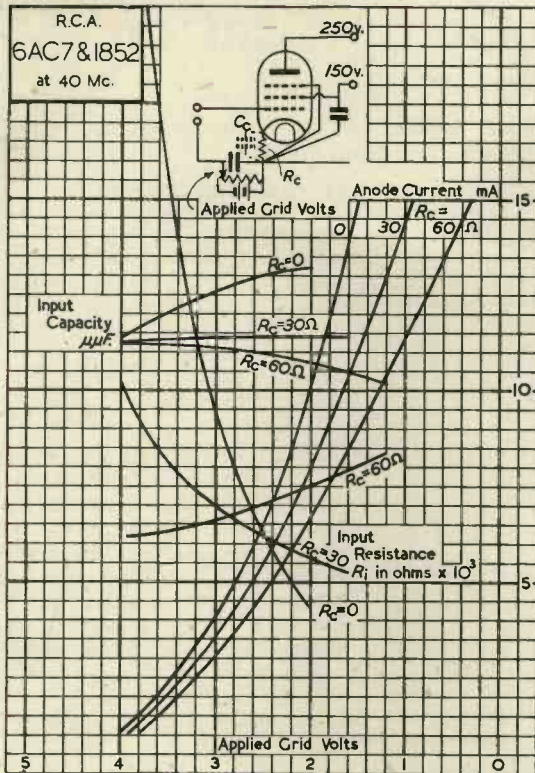 R.C.A.
6AC7 & 1852
at 40 Mc.
250v.
150v.
Cc
Rc
Applied Grid Volts
Anode Current mA
Rc=
0 30 60Ω
15
Rc=0
Input
Capacity
μμF.
Rc=30Ω
Rc=60Ω
10
Rc=60Ω
Input
Resistance
Ri in ohms x 10³
Rc=30
5
Rc=0
Applied Grid Volts
5 4 3 2 1 0
0